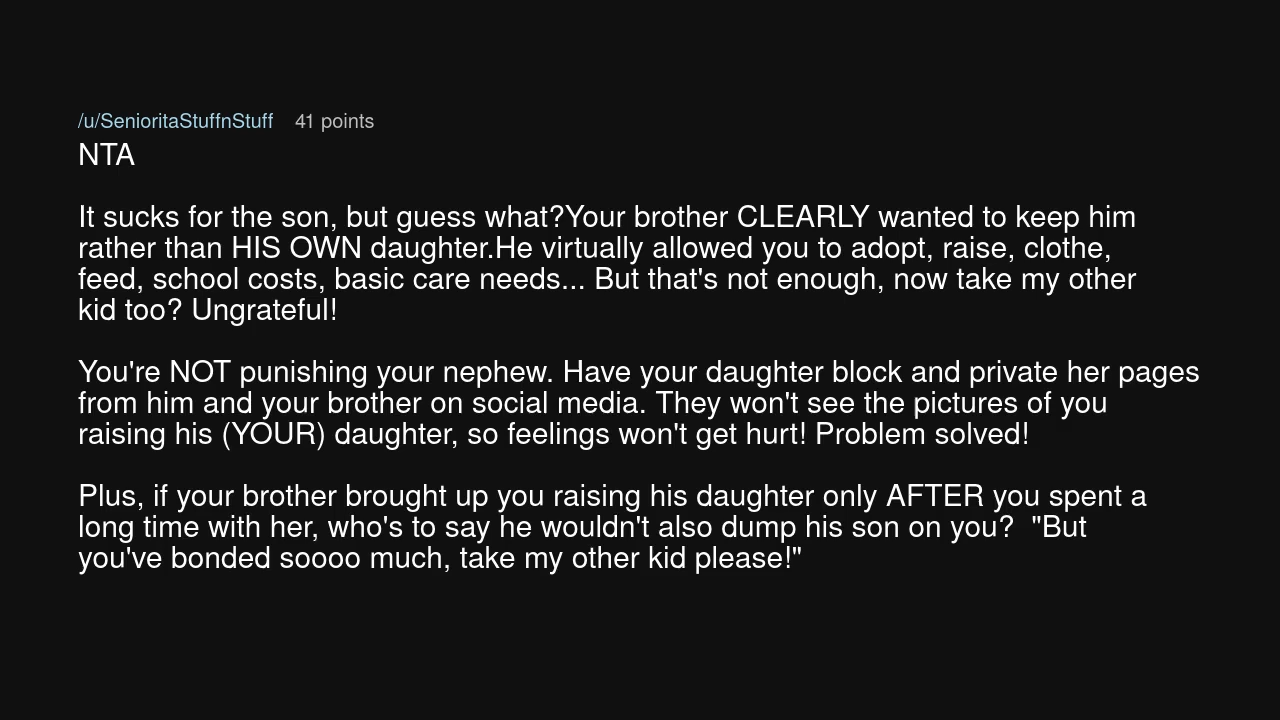 /u/SenioritaStuffnStuff 41 points
NTA
It sucks for the son, but guess what?Your brother CLEARLY wanted to keep him
rather than HIS OWN daughter.He virtually allowed you to adopt, raise, clothe,
feed, school costs, basic care needs... But that's not enough, now take my other
kid too? Ungrateful!
You're NOT punishing your nephew. Have your daughter block and private her pages
from him and your brother on social media. They won't see the pictures of you
raising his (YOUR) daughter, so feelings won't get hurt! Problem solved!
Plus, if your brother brought up you raising his daughter only AFTER you spent a
long time with her, who's to say he wouldn't also dump his son on you?  "But
you've bonded soooo much, take my other kid please!"